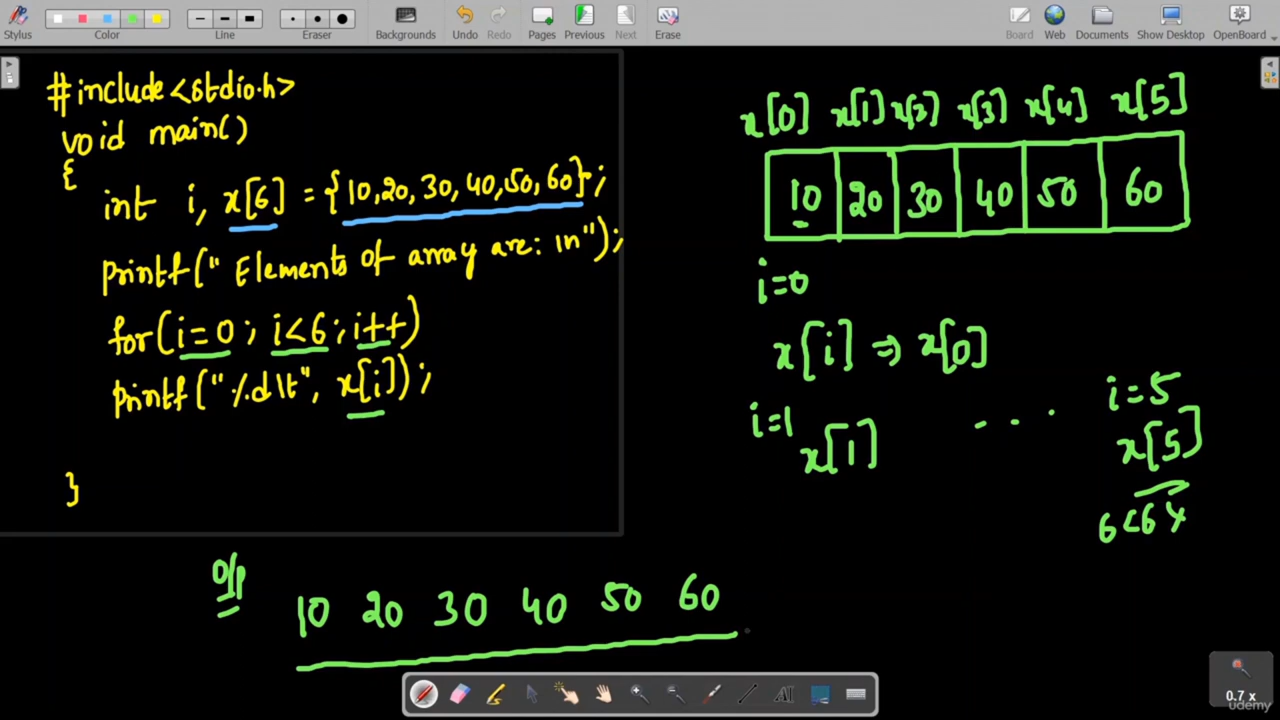 Stylus Color Line Eraser Backgrounds Undo Redo Pages Previous Next Erase Board Web Documents Show Desktop OpenBoard
#include<stdio.h>
void main()
{
int i, x[6] = {10,20,30,40,50,60};
printf(" Elements of array are: \n");
for(i=0; i<6; i++)
printf("%d\t", x[i]);
}
x[0] x[1] x[2] x[3] x[4] x[5]
10 20 30 40 50 60
i=0
x[i] => x[0]
i=1
x[1]
...
i=5
x[5]
6<6 x
o/p
10 20 30 40 50 60
0.7 x
udemy